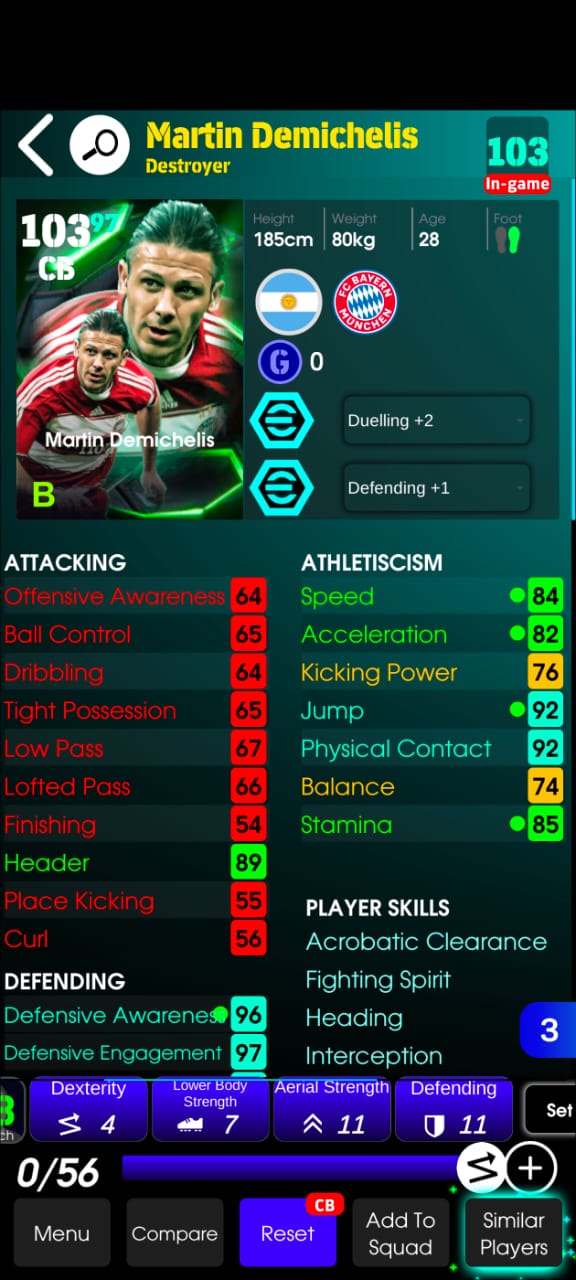 Martin Demichelis
Destroyer
103
In-game
103 97
CB
Martin Demichelis
B
Height Weight Age Foot
185cm 80kg 28
FC BAYERN MÜNCHEN
G 0
Duelling +2
Defending +1
ATTACKING
Offensive Awareness 64
Ball Control 65
Dribbling 64
Tight Possession 65
Low Pass 67
Lofted Pass 66
Finishing 54
Header 89
Place Kicking 55
Curl 56
DEFENDING
Defensive Awareness 96
Defensive Engagement 97
ATHLETISCISM
Speed 84
Acceleration 82
Kicking Power 76
Jump 92
Physical Contact 92
Balance 74
Stamina 85
PLAYER SKILLS
Acrobatic Clearance
Fighting Spirit
Heading
Interception
3
Dexterity
4
Lower Body
Strength
7
Aerial Strength
11
Defending
11
Set
0/56
Menu
Compare
CB
Reset
Add To
Squad
Similar
Players